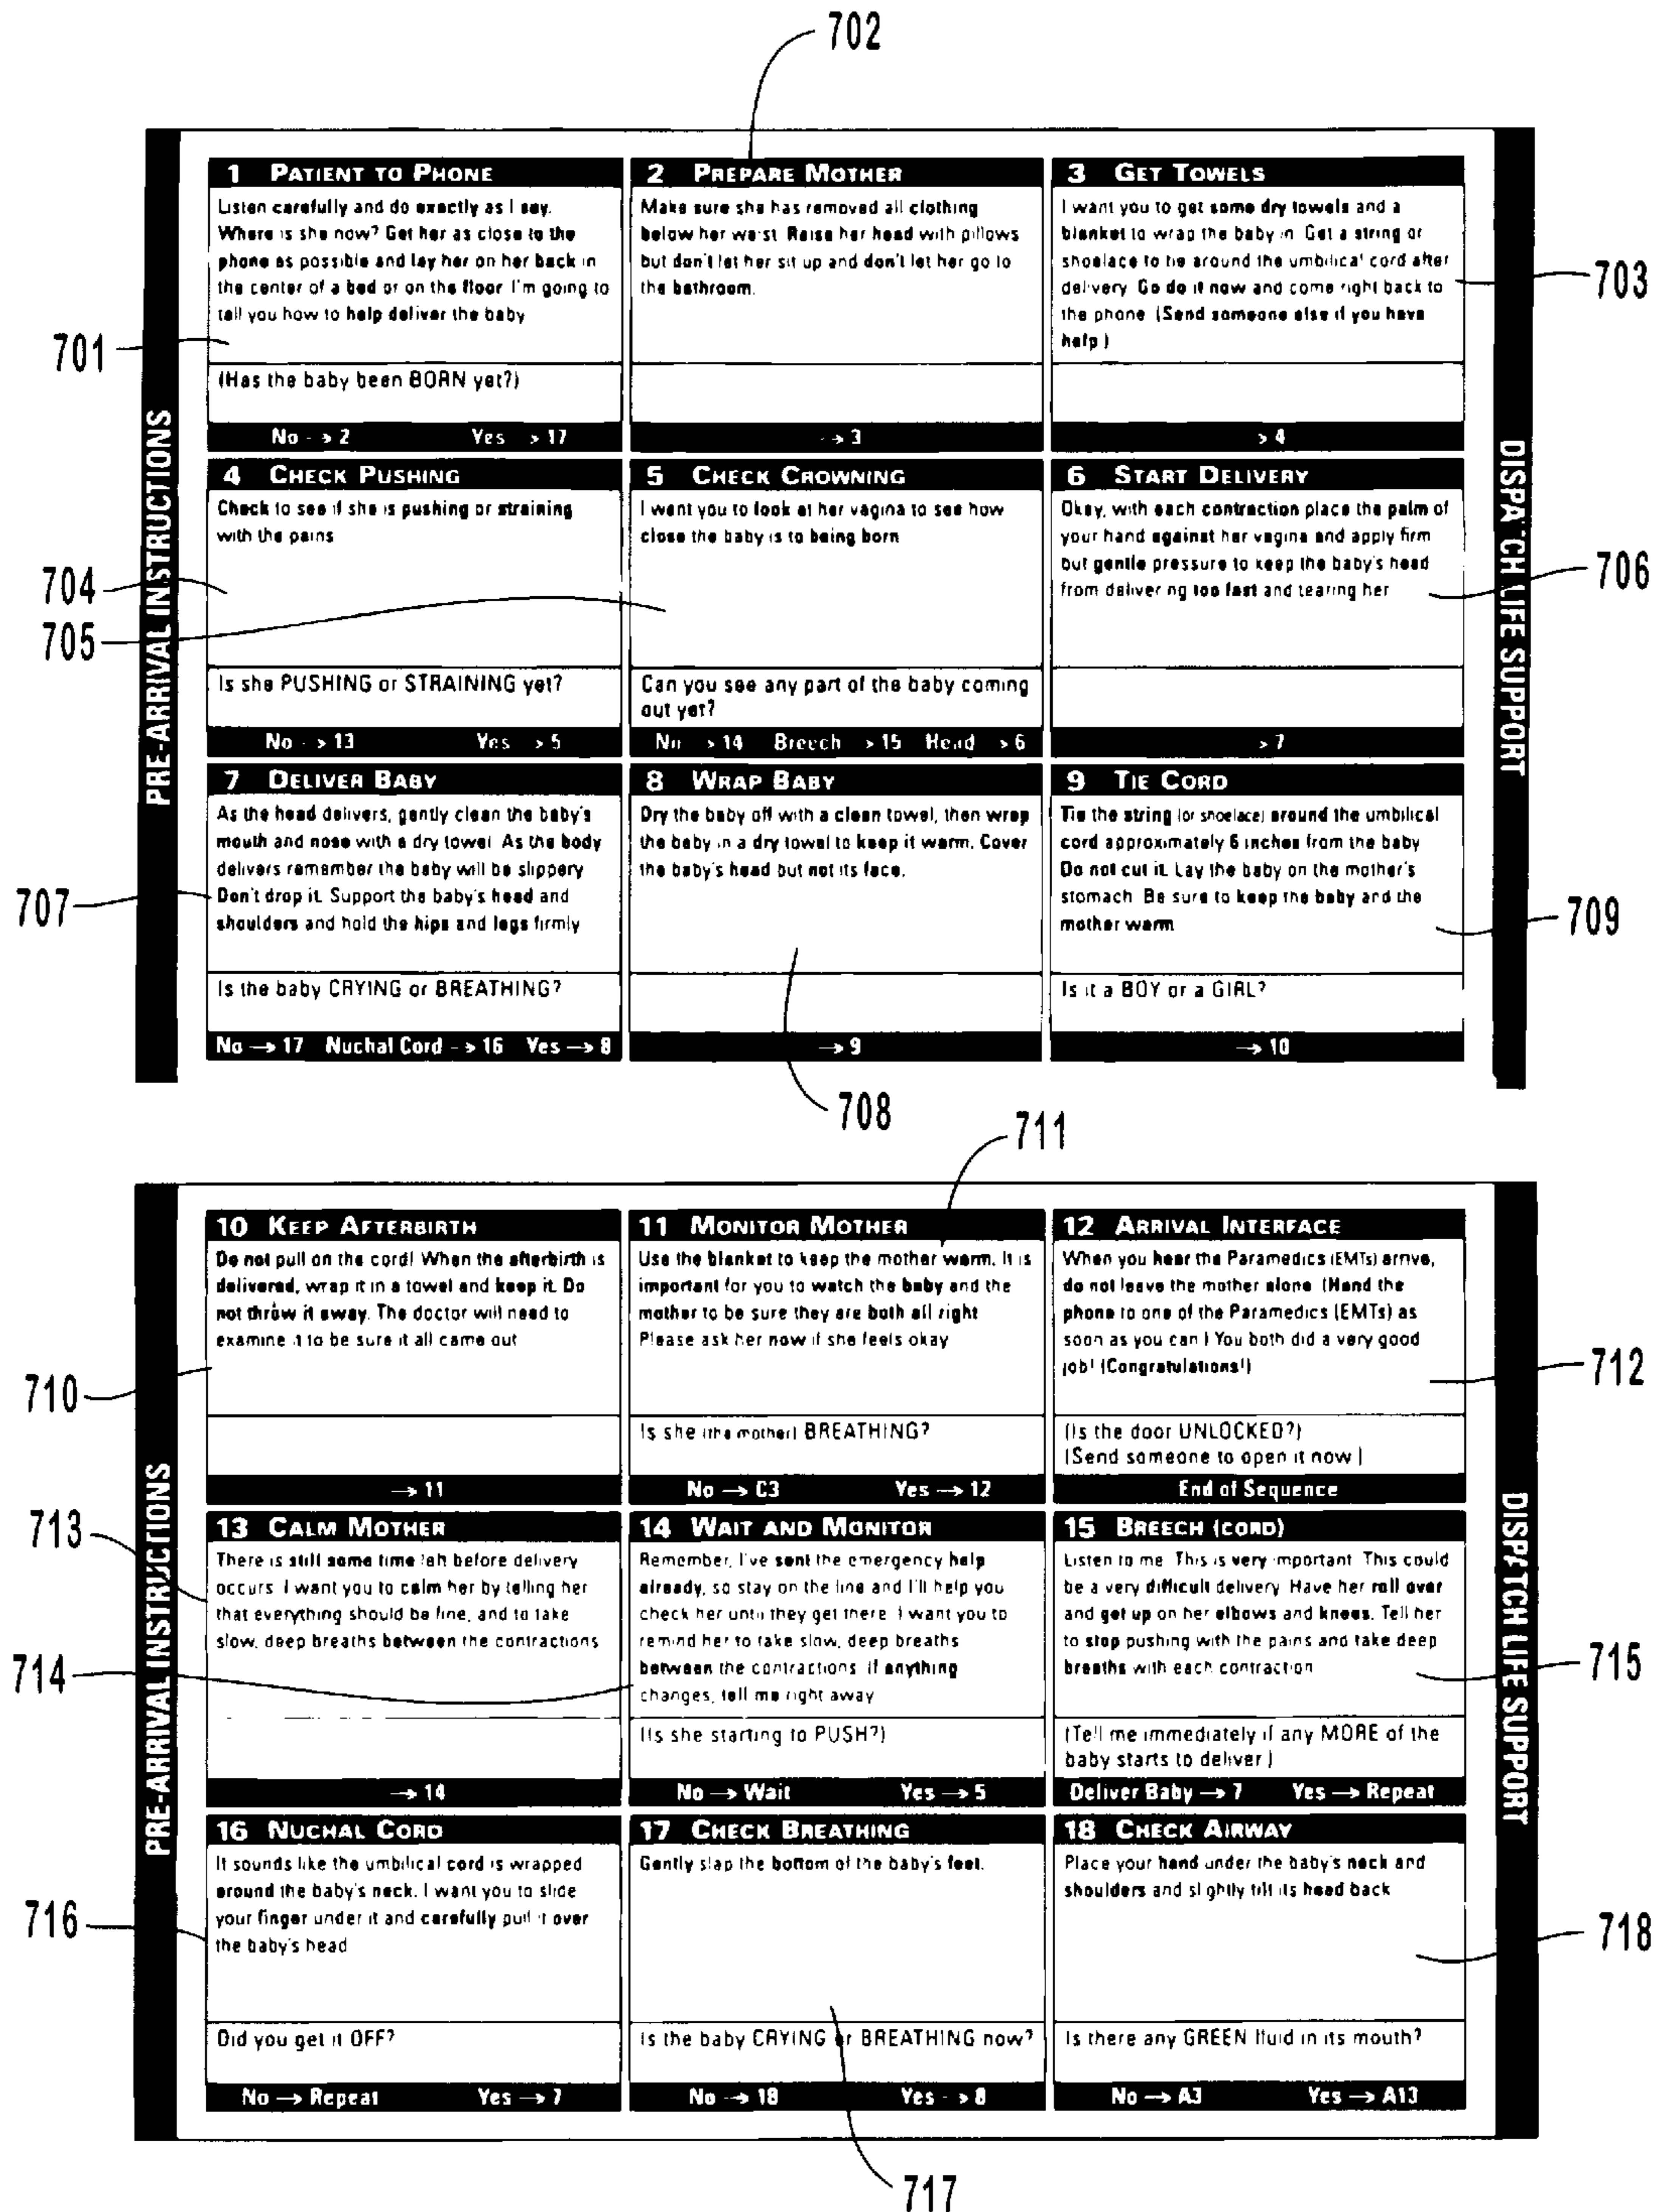 702
1 PATIENT TO PHONE
Listen carefully and do exactly as I say.
Where is she now? Get her as close to the
phone as possible and lay her on her back in
the center of a bed or on the floor I'm going to
tell you how to help deliver the baby
(Has the baby been BORN yet?)
No -> 2 Yes > 17
2 PREPARE MOTHER
Make sure she has removed all clothing
below her waist. Raise her head with pillows
but don't let her sit up and don't let her go to
the bathroom.
-> 3
3 GET TOWELS
I want you to get some dry towels and a
blanket to wrap the baby in. Get a string or
shoelace to tie around the umbilical cord after
delivery. Go do it now and come right back to
the phone. (Send someone else if you have
help.)
> 4
701
703
4 CHECK PUSHING
Check to see if she is pushing or straining
with the pains
Is she PUSHING or STRAINING yet?
No -> 13 Yes > 5
5 CHECK CROWNING
I want you to look at her vagina to see how
close the baby is to being born
Can you see any part of the baby coming
out yet?
No > 14 Breech > 15 Head > 6
6 START DELIVERY
Okay, with each contraction place the palm of
your hand against her vagina and apply firm
but gentle pressure to keep the baby's head
from delivering too fast and tearing her
> 7
704
705
706
7 DELIVER BABY
As the head delivers, gently clean the baby's
mouth and nose with a dry towel. As the body
delivers remember the baby will be slippery
Don't drop it. Support the baby's head and
shoulders and hold the hips and legs firmly
Is the baby CRYING or BREATHING?
No → 17 Nuchal Cord -> 16 Yes → 8
8 WRAP BABY
Dry the baby off with a clean towel, then wrap
the baby in a dry towel to keep it warm. Cover
the baby's head but not its face.
→ 9
9 TIE CORD
Tie the string (or shoelace) around the umbilical
cord approximately 6 inches from the baby
Do not cut it. Lay the baby on the mother's
stomach. Be sure to keep the baby and the
mother warm
Is it a BOY or a GIRL?
→ 10
707
709
708
PRE-ARRIVAL INSTRUCTIONS
DISPATCH LIFE SUPPORT
711
10 KEEP AFTERBIRTH
Do not pull on the cord! When the afterbirth is
delivered, wrap it in a towel and keep it. Do
not throw it away. The doctor will need to
examine it to be sure it all came out
→ 11
11 MONITOR MOTHER
Use the blanket to keep the mother warm. It is
important for you to watch the baby and the
mother to be sure they are both all right
Please ask her now if she feels okay
Is she (the mother) BREATHING?
No → C3 Yes → 12
12 ARRIVAL INTERFACE
When you hear the Paramedics (EMTs) arrive,
do not leave the mother alone (Hand the
phone to one of the Paramedics (EMTs) as
soon as you can.) You both did a very good
job! (Congratulations!)
(Is the door UNLOCKED?)
(Send someone to open it now.)
End of Sequence
710
712
13 CALM MOTHER
There is still some time left before delivery
occurs. I want you to calm her by telling her
that everything should be fine, and to take
slow, deep breaths between the contractions
→ 14
14 WAIT AND MONITOR
Remember, I've sent the emergency help
already, so stay on the line and I'll help you
check her until they get there. I want you to
remind her to take slow, deep breaths
between the contractions. If anything
changes, tell me right away
(Is she starting to PUSH?)
No → Wait Yes → 5
15 BREECH (CORD)
Listen to me. This is very important. This could
be a very difficult delivery. Have her roll over
and get up on her elbows and knees. Tell her
to stop pushing with the pains and take deep
breaths with each contraction
(Tell me immediately if any MORE of the
baby starts to deliver.)
Deliver Baby → 7 Yes → Repeat
713
714
715
16 NUCHAL CORD
It sounds like the umbilical cord is wrapped
around the baby's neck. I want you to slide
your finger under it and carefully pull it over
the baby's head
Did you get it OFF?
No → Repeat Yes → 7
17 CHECK BREATHING
Gently slap the bottom of the baby's feet.
Is the baby CRYING or BREATHING now?
No → 18 Yes -> 8
18 CHECK AIRWAY
Place your hand under the baby's neck and
shoulders and slightly tilt its head back
Is there any GREEN fluid in its mouth?
No → A3 Yes → A13
716
718
717
PRE-ARRIVAL INSTRUCTIONS
DISPATCH LIFE SUPPORT